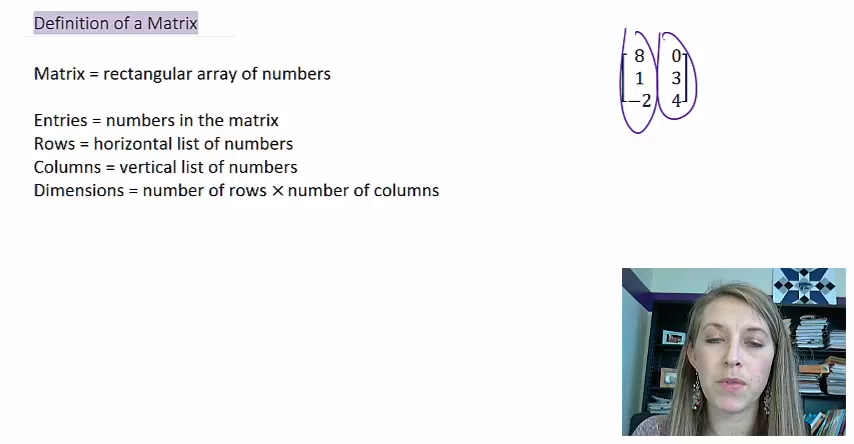 Definition of a Matrix
Matrix = rectangular array of numbers
Entries = numbers in the matrix
Rows = horizontal list of numbers
Columns = vertical list of numbers
Dimensions = number of rows × number of columns
8 0
1 3
−2 4